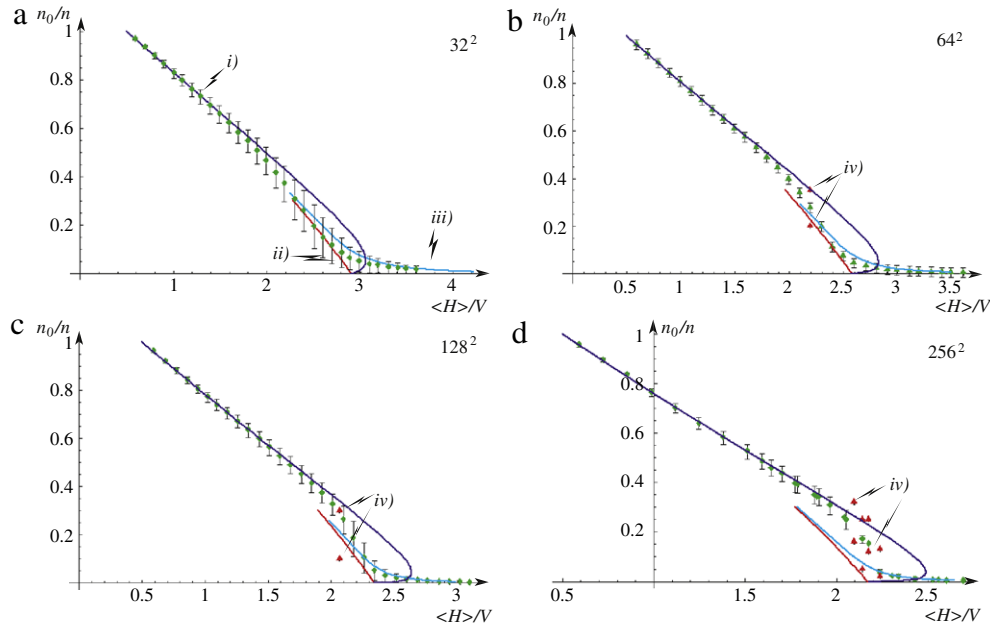 a
n₀/n
32²
1
0.8
0.6
0.4
0.2
i)
ii)
iii)
1 2 3 4
<H>/V
b
n₀/n
64²
1
0.8
0.6
0.4
0.2
iv)
0.5 1 1.5 2 2.5 3 3.5
<H>/V
c
n₀/n
128²
1
0.8
0.6
0.4
0.2
iv)
0.5 1 1.5 2 2.5 3
<H>/V
d
n₀/n
256²
1
0.8
0.6
0.4
0.2
iv)
0.5 1 1.5 2 2.5
<H>/V